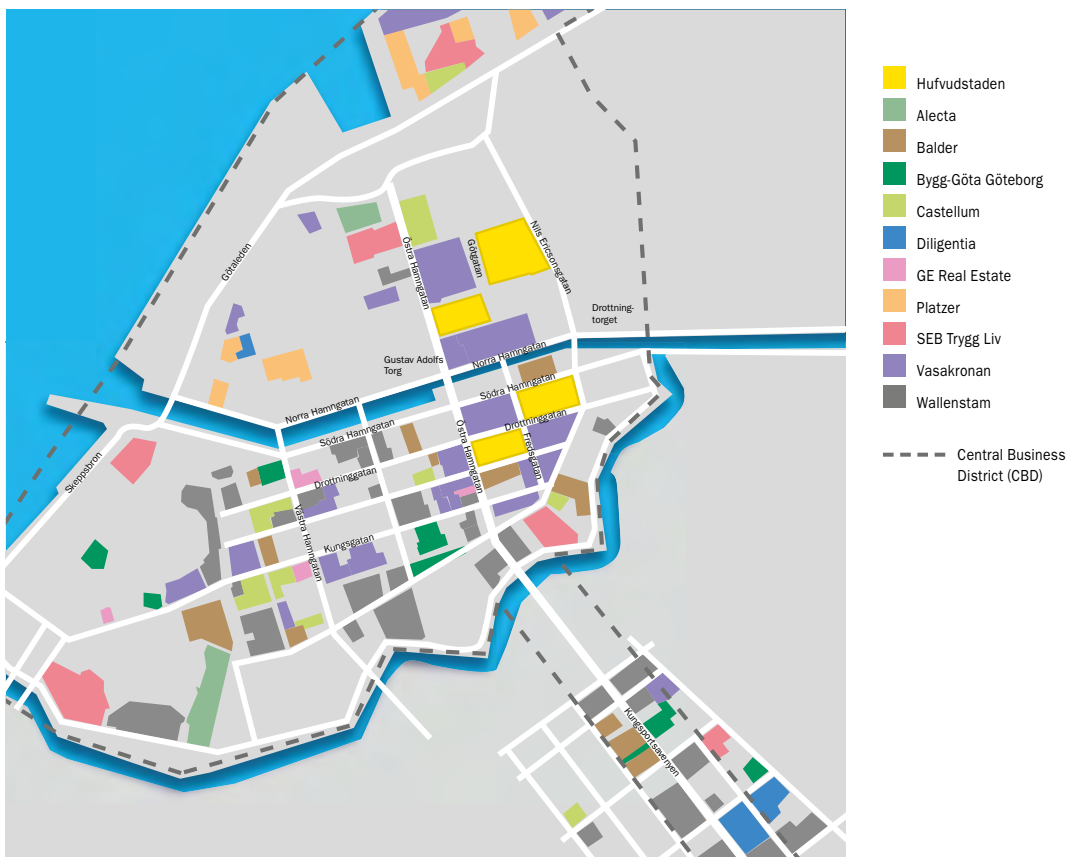 Götaleden
Östra Hamngatan
Götgatan
Nils Ericsonsgatan
Drottning-
torget
Gustav Adolfs
Torg
Norra Hamngatan
Södra Hamngatan
Norra Hamngatan
Drottninggatan
Södra Hamngatan
Östra Hamngatan
Fredsgatan
Skeppsbron
Drottninggatan
Västra Hamngatan
Kungsgatan
Kungsportsavenyen
Hufvudstaden
Alecta
Balder
Bygg-Göta Göteborg
Castellum
Diligentia
GE Real Estate
Platzer
SEB Trygg Liv
Vasakronan
Wallenstam
Central Business
District (CBD)